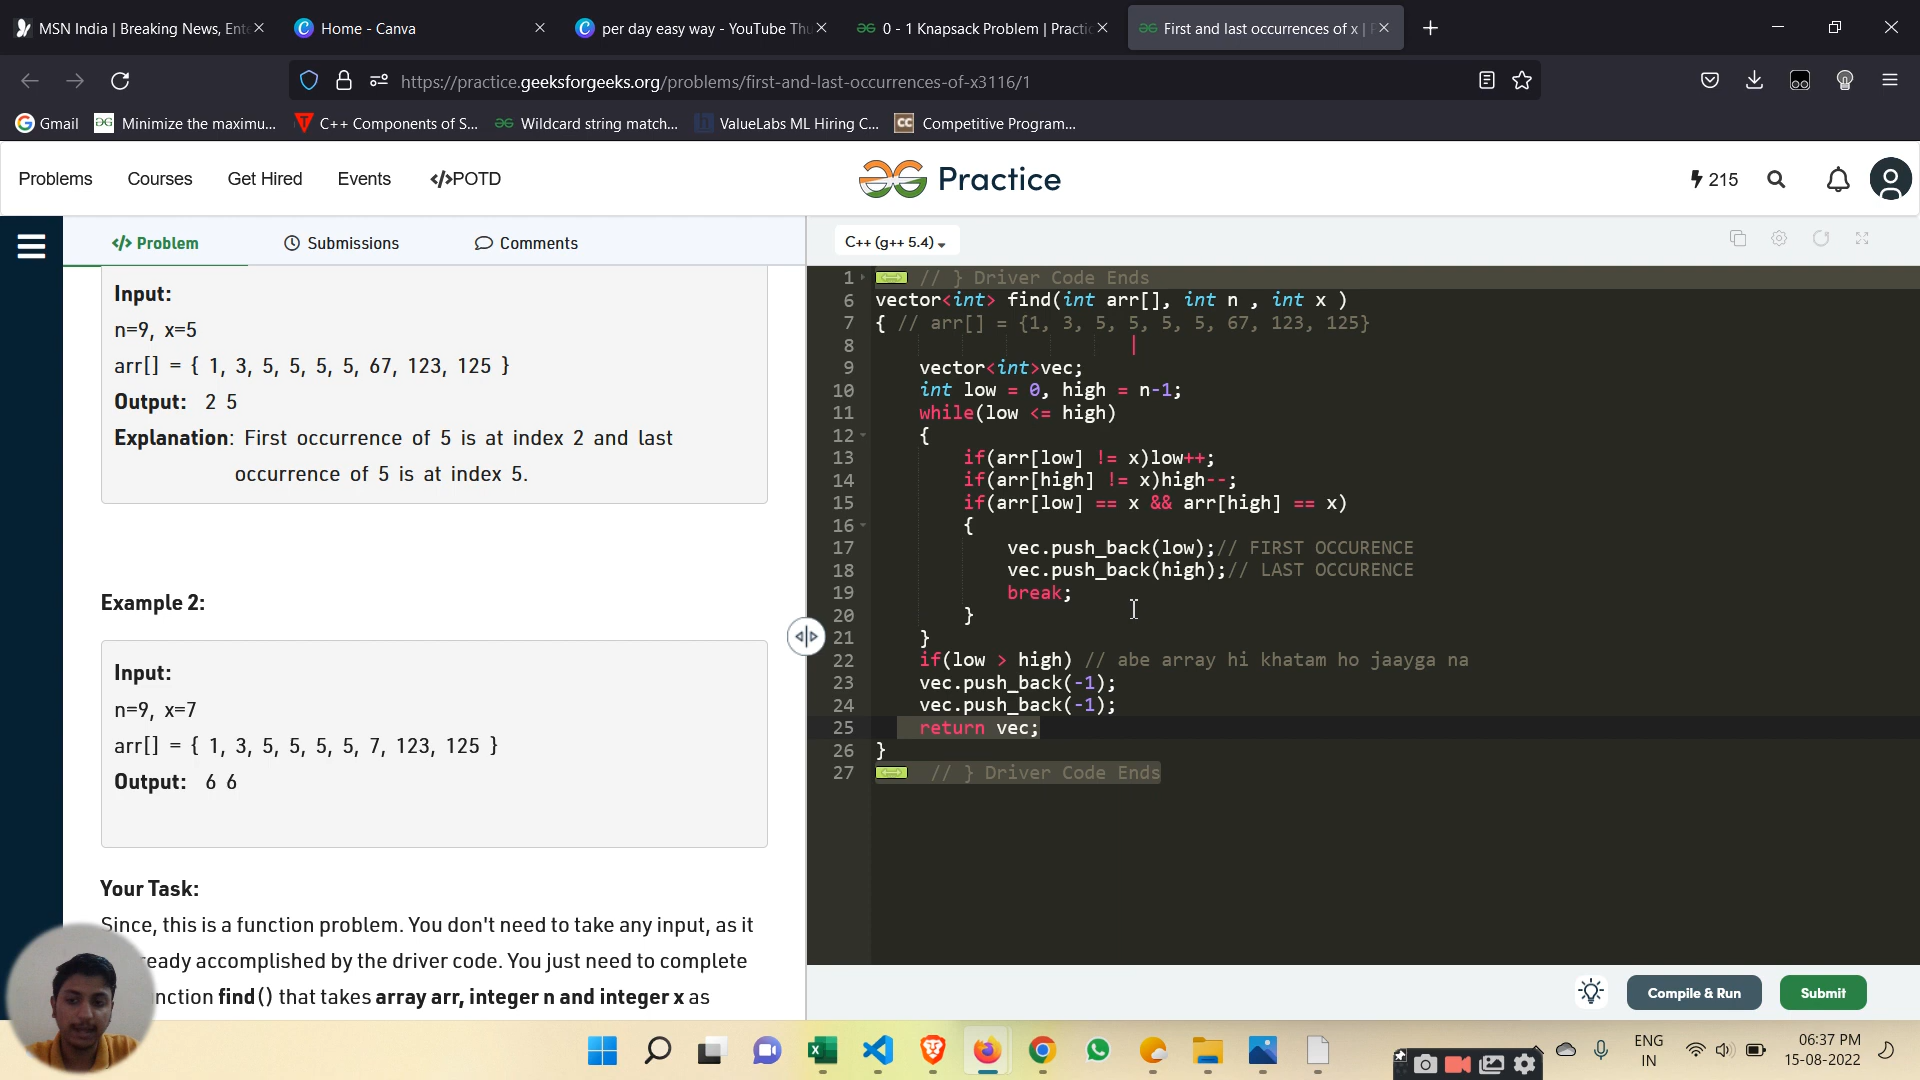 MSN India | Breaking News, Ente
Home - Canva
per day easy way - YouTube Thu
0 - 1 Knapsack Problem | Practic
First and last occurrences of x | P
https://practice.geeksforgeeks.org/problems/first-and-last-occurrences-of-x3116/1
Gmail
Minimize the maximu...
C++ Components of S...
Wildcard string match...
ValueLabs ML Hiring C...
Competitive Program...
Problems
Courses
Get Hired
Events
</>POTD
Practice
215
</> Problem
Submissions
Comments
C++ (g++ 5.4)
Input:
n=9, x=5
arr[] = { 1, 3, 5, 5, 5, 5, 67, 123, 125 }
Output: 2 5
Explanation: First occurrence of 5 is at index 2 and last
occurrence of 5 is at index 5.
Example 2:
Input:
n=9, x=7
arr[] = { 1, 3, 5, 5, 5, 5, 7, 123, 125 }
Output: 6 6
Your Task:
Since, this is a function problem. You don't need to take any input, as it
ready accomplished by the driver code. You just need to complete
nction find() that takes array arr, integer n and integer x as
1 // } Driver Code Ends
6 vector<int> find(int arr[], int n , int x )
7 { // arr[] = {1, 3, 5, 5, 5, 5, 67, 123, 125}
8 |
9 vector<int>vec;
10 int low = 0, high = n-1;
11 while(low <= high)
12 {
13 if(arr[low] != x)low++;
14 if(arr[high] != x)high--;
15 if(arr[low] == x && arr[high] == x)
16 {
17 vec.push_back(low);// FIRST OCCURENCE
18 vec.push_back(high);// LAST OCCURENCE
19 break;
20 }
21 }
22 if(low > high) // abe array hi khatam ho jaayga na
23 vec.push_back(-1);
24 vec.push_back(-1);
25 return vec;
26 }
27 // } Driver Code Ends
Compile & Run
Submit
ENG
IN
06:37 PM
15-08-2022